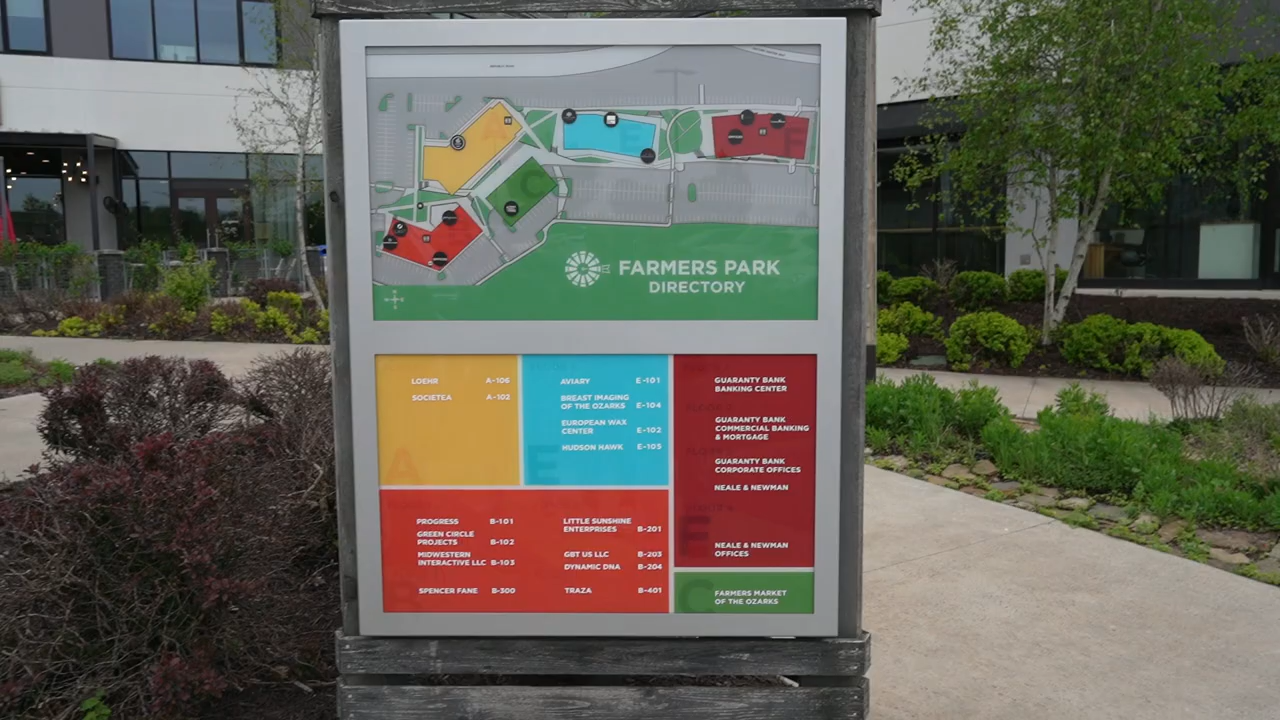 FARMERS PARK
DIRECTORY
LOEHR A-106
SOCIETEA A-102
AVIARY E-101
BREAST IMAGING
OF THE OZARKS E-104
EUROPEAN WAX
CENTER E-102
HUDSON HAWK E-105
GUARANTY BANK
BANKING CENTER
GUARANTY BANK
COMMERCIAL BANKING
& MORTGAGE
GUARANTY BANK
CORPORATE OFFICES
NEALE & NEWMAN
NEALE & NEWMAN
OFFICES
PROGRESS B-101
GREEN CIRCLE
PROJECTS B-102
MIDWESTERN
INTERACTIVE LLC B-103
SPENCER FANE B-300
LITTLE SUNSHINE
ENTERPRISES B-201
GBT US LLC B-203
DYNAMIC DNA B-204
TRAZA B-401
FARMERS MARKET
OF THE OZARKS
A
E
B
F
C